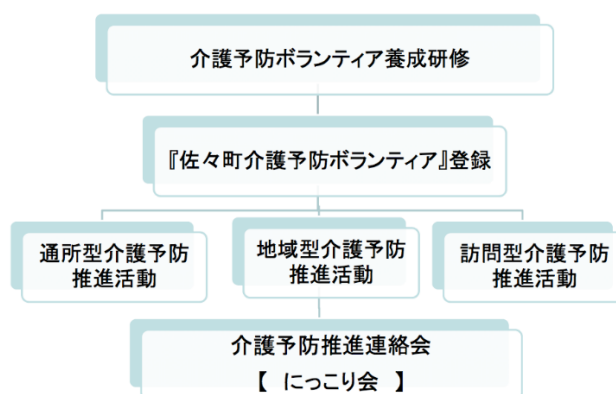 介護予防ボランティア養成研修
『佐々町介護予防ボランティア』登録
通所型介護予防
推進活動
地域型介護予防
推進活動
訪問型介護予防
推進活動
介護予防推進連絡会
【　にっこり会　】